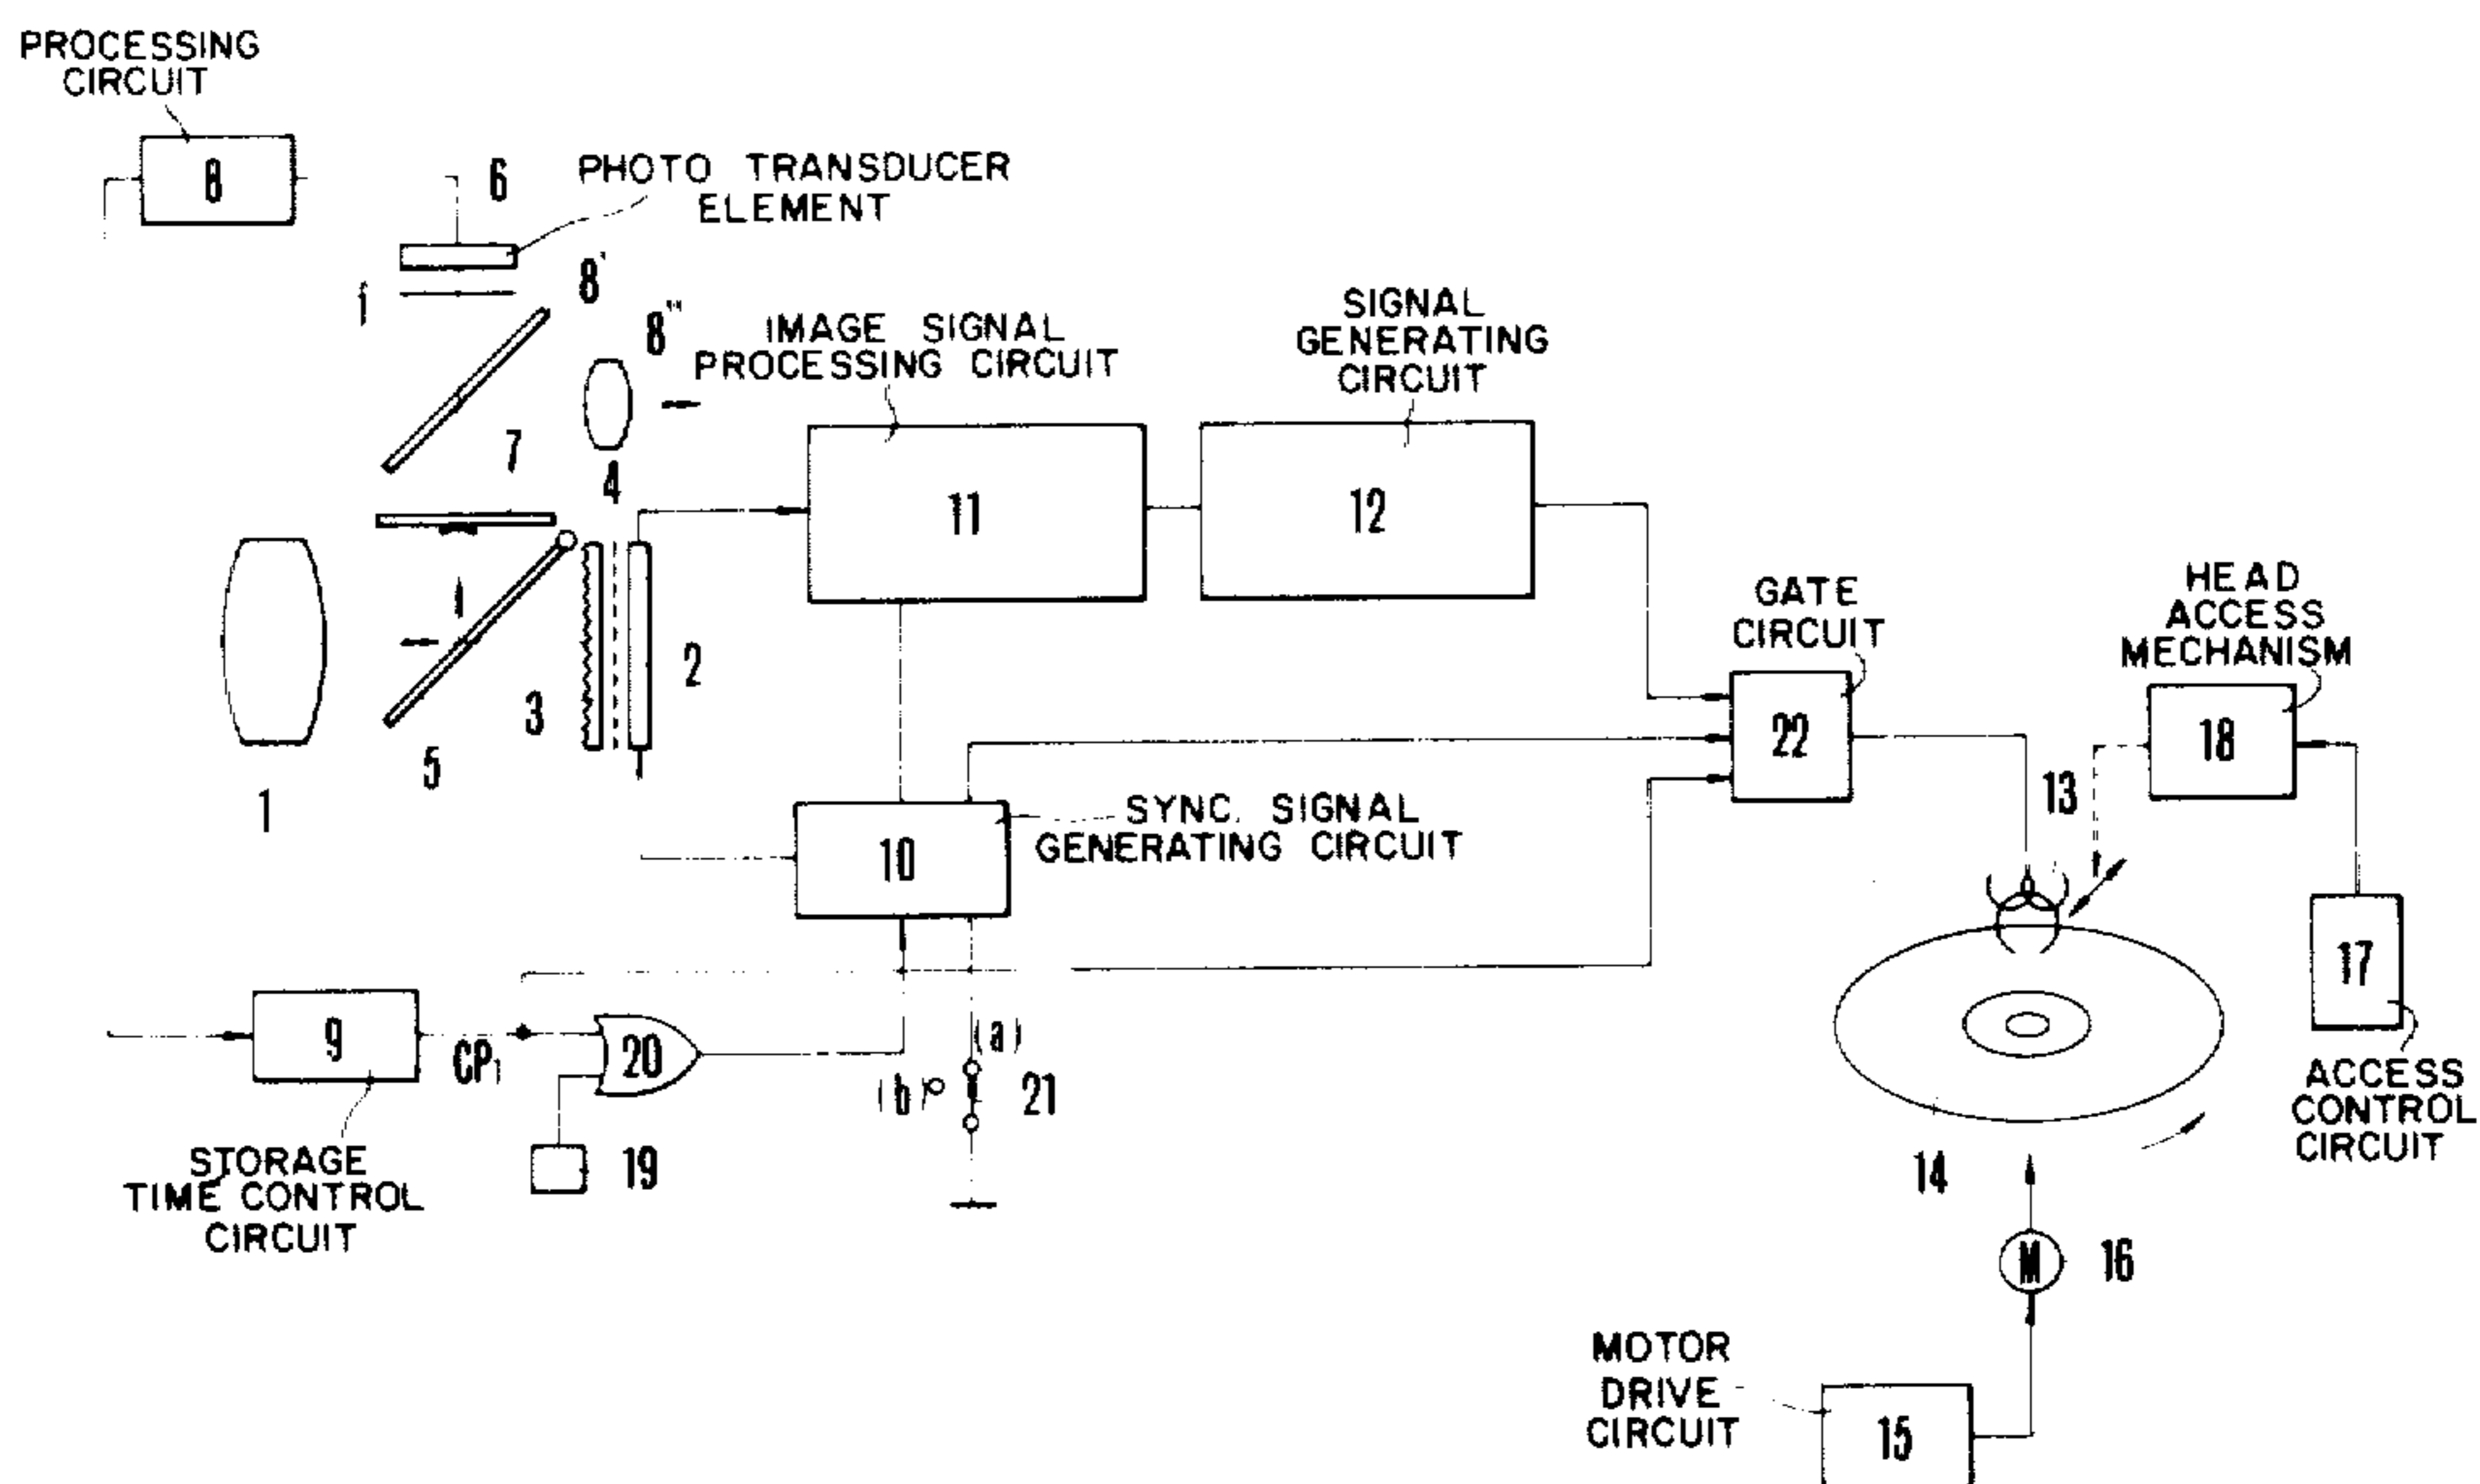 PROCESSING
CIRCUIT
8
6
PHOTO TRANSDUCER
ELEMENT
8'
8'''
7
4
IMAGE SIGNAL
PROCESSING CIRCUIT
11
SIGNAL
GENERATING
CIRCUIT
12
GATE
CIRCUIT
22
HEAD
ACCESS
MECHANISM
18
13
1
5
3
2
10
SYNC. SIGNAL
GENERATING CIRCUIT
17
ACCESS
CONTROL
CIRCUIT
9
CP1
20
(a)
(b)
21
19
STORAGE
TIME CONTROL
CIRCUIT
14
M
16
MOTOR
DRIVE
CIRCUIT
15